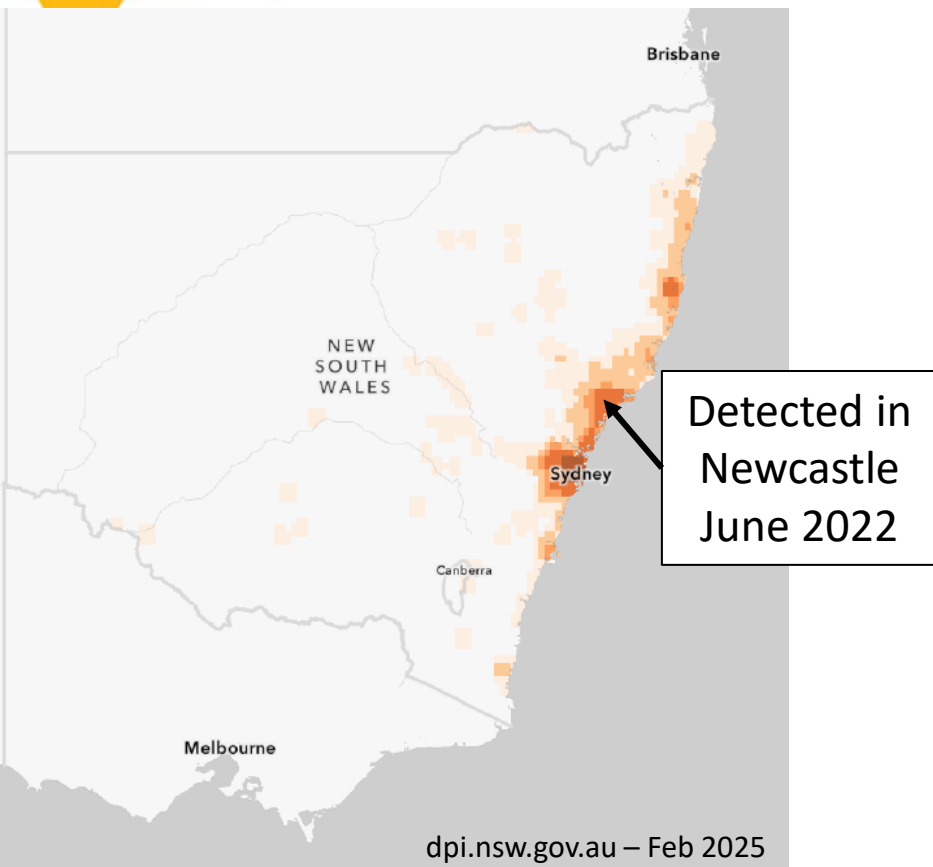 Brisbane
NEW
SOUTH
WALES
Detected in
Newcastle
June 2022
Sydney
Canberra
Melbourne
dpi.nsw.gov.au – Feb 2025